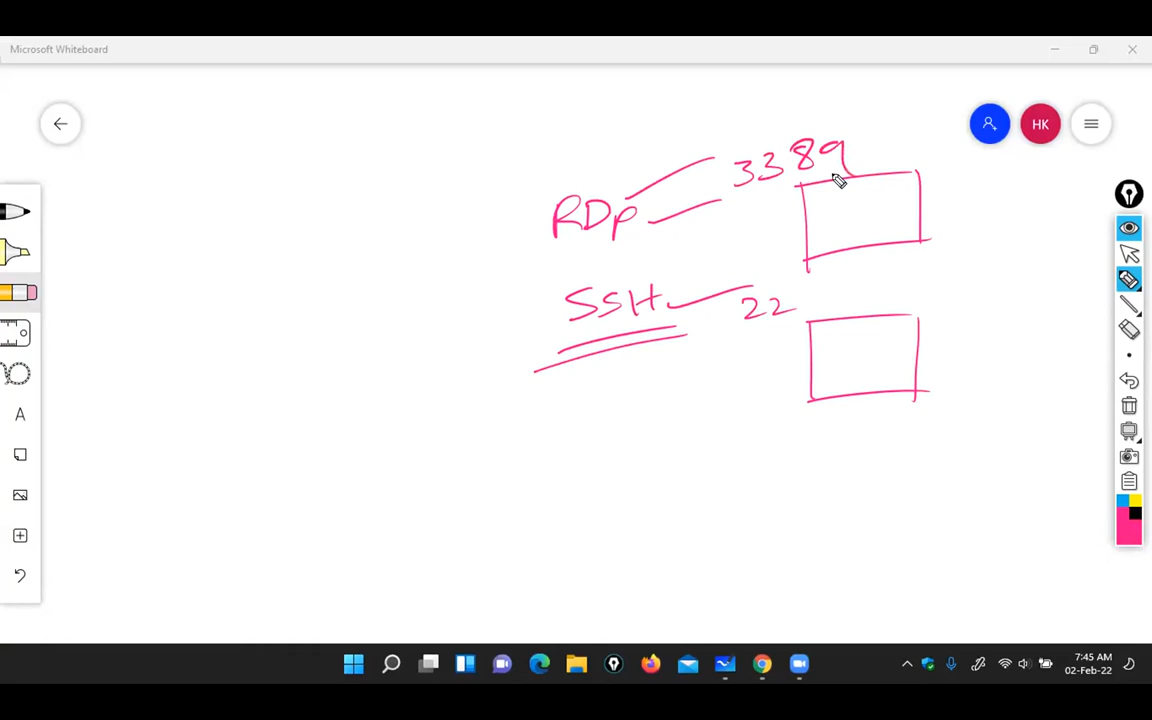 Microsoft Whiteboard
HK
RDP 3389
SSH 22
A
7:45 AM
02-Feb-22